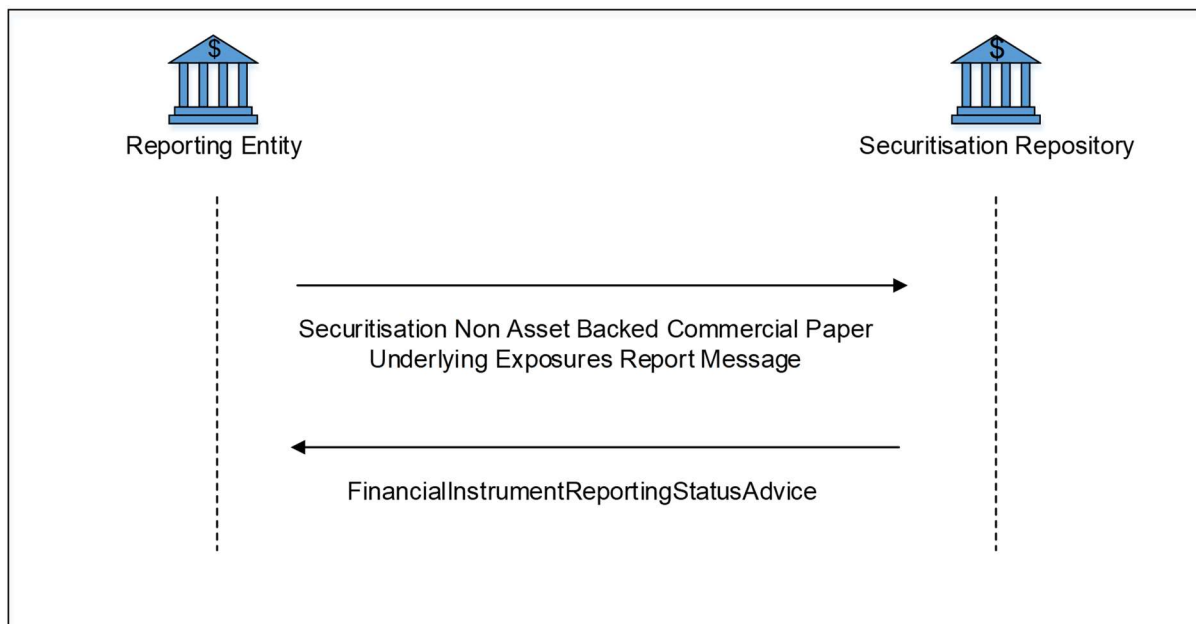 $
$
Reporting Entity
Securitisation Repository
Securitisation Non Asset Backed Commercial Paper
Underlying Exposures Report Message
FinancialInstrumentReportingStatusAdvice